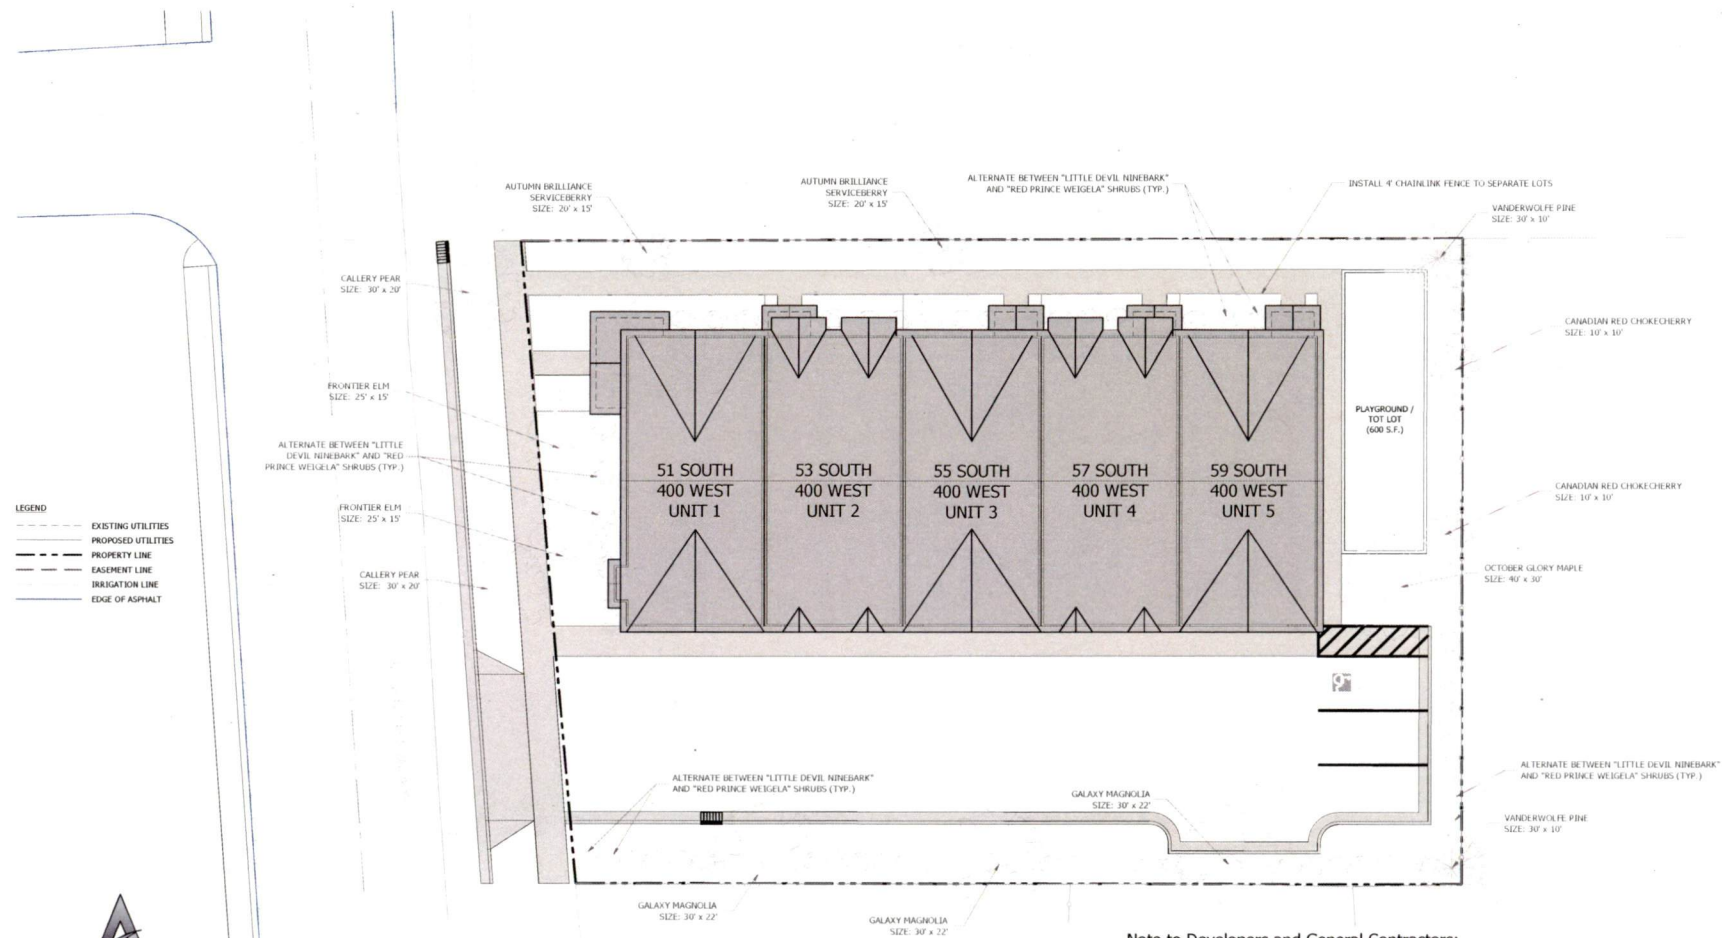 AUTUMN BRILLIANCE
SERVICEBERRY
SIZE: 20' x 15'
AUTUMN BRILLIANCE
SERVICEBERRY
SIZE: 20' x 15'
ALTERNATE BETWEEN "LITTLE DEVIL NINEBARK"
AND "RED PRINCE WEIGELA" SHRUBS (TYP.)
INSTALL 4' CHAINLINK FENCE TO SEPARATE LOTS
VANDERWOLFE PINE
SIZE: 30' x 10'
CALLERY PEAR
SIZE: 30' x 20'
CANADIAN RED CHOKECHERRY
SIZE: 10' x 10'
FRONTIER ELM
SIZE: 25' x 15'
PLAYGROUND /
TOT LOT
(600 S.F.)
ALTERNATE BETWEEN "LITTLE
DEVIL NINEBARK" AND "RED
PRINCE WEIGELA" SHRUBS (TYP.)
51 SOUTH
400 WEST
UNIT 1
53 SOUTH
400 WEST
UNIT 2
55 SOUTH
400 WEST
UNIT 3
57 SOUTH
400 WEST
UNIT 4
59 SOUTH
400 WEST
UNIT 5
CANADIAN RED CHOKECHERRY
SIZE: 10' x 10'
LEGEND
EXISTING UTILITIES
PROPOSED UTILITIES
PROPERTY LINE
EASEMENT LINE
IRRIGATION LINE
EDGE OF ASPHALT
FRONTIER ELM
SIZE: 25' x 15'
CALLERY PEAR
SIZE: 30' x 20'
OCTOBER GLORY MAPLE
SIZE: 40' x 30'
ALTERNATE BETWEEN "LITTLE DEVIL NINEBARK"
AND "RED PRINCE WEIGELA" SHRUBS (TYP.)
GALAXY MAGNOLIA
SIZE: 30' x 22'
ALTERNATE BETWEEN "LITTLE DEVIL NINEBARK"
AND "RED PRINCE WEIGELA" SHRUBS (TYP.)
VANDERWOLFE PINE
SIZE: 30' x 10'
GALAXY MAGNOLIA
SIZE: 30' x 22'
GALAXY MAGNOLIA
SIZE: 30' x 22'
Note to Developers and General Contractors: